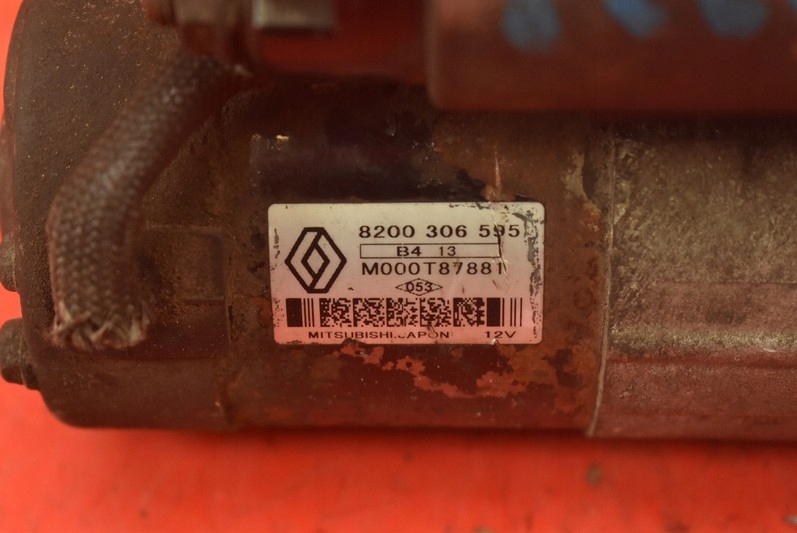 8200 306 595
B4 13
M000T87881
053
MITSUBISHI JAPON 12V